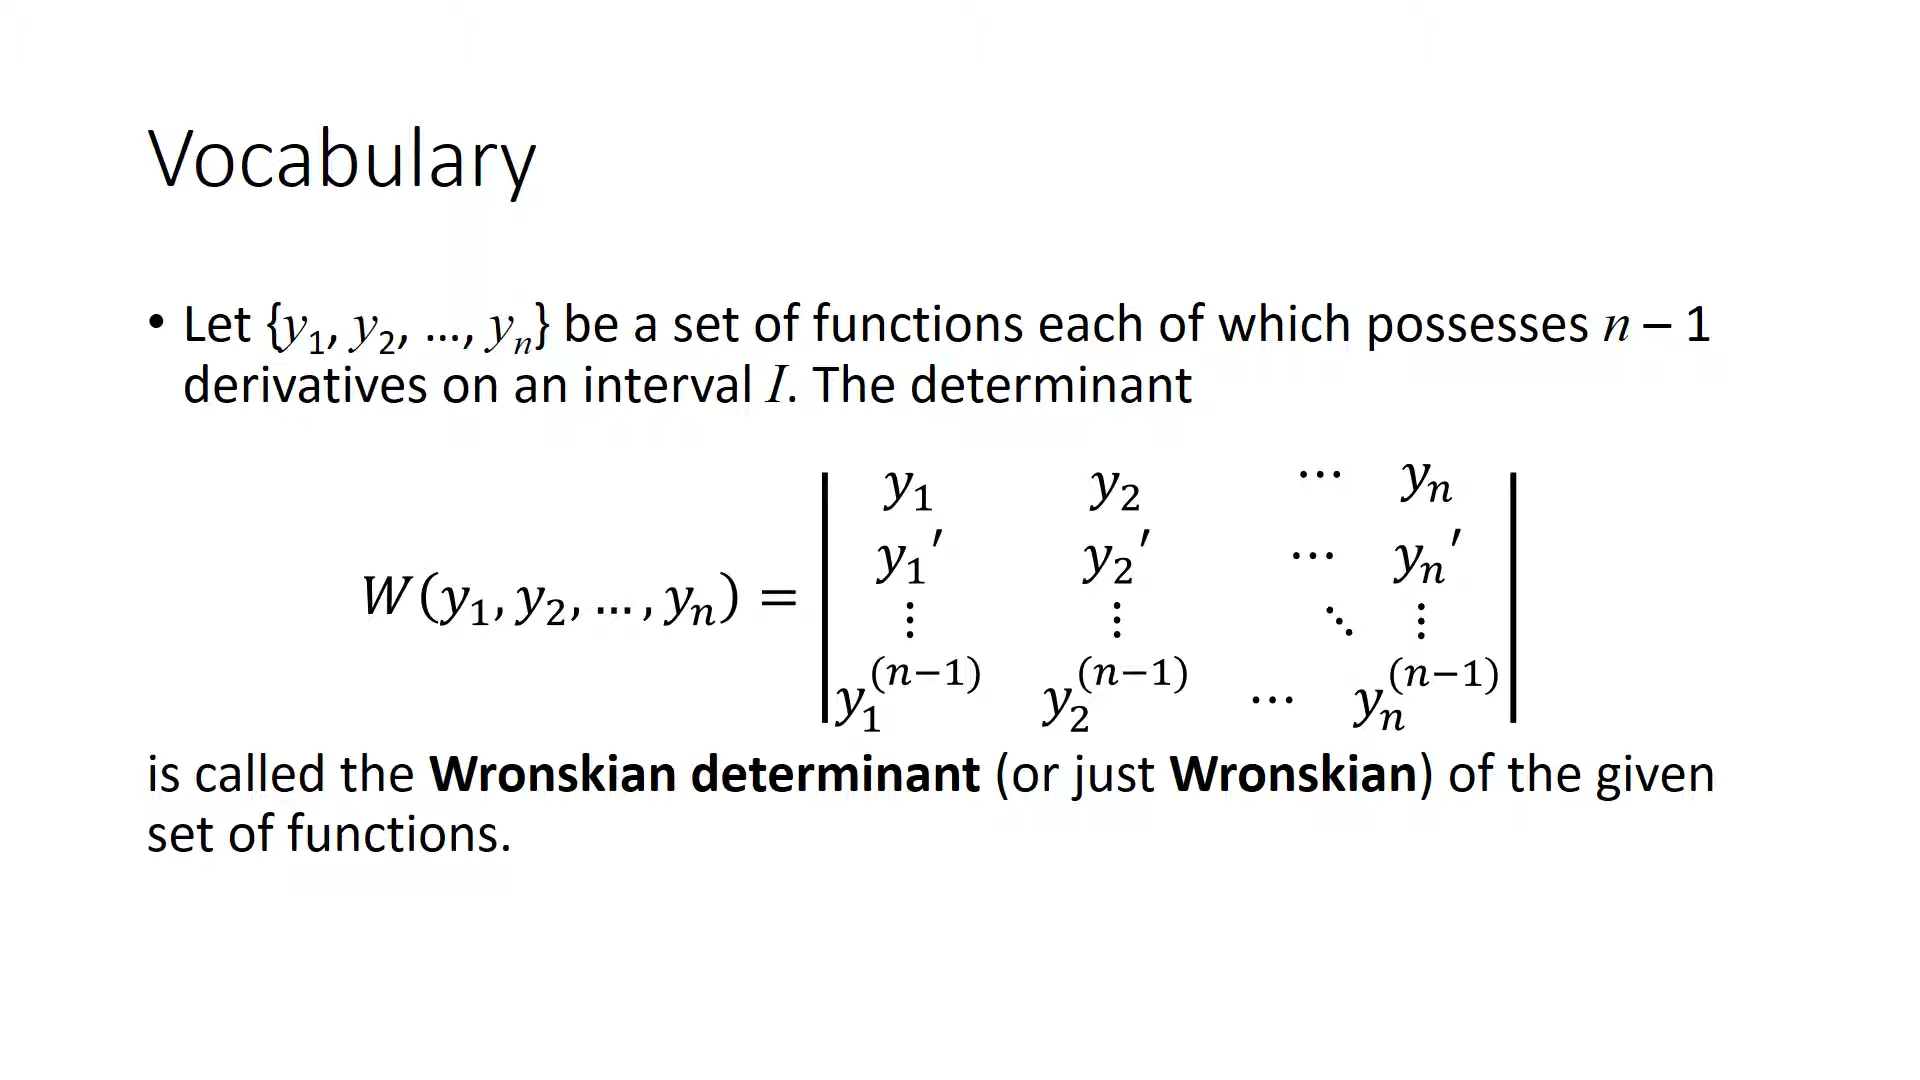 Vocabulary
• Let {y₁, y₂, …, yₙ} be a set of functions each of which possesses n – 1
derivatives on an interval I. The determinant
y₁ y₂ ⋯ yₙ
y₁′ y₂′ ⋯ yₙ′
W(y₁, y₂, … , yₙ) =
⋮ ⋮ ⋱ ⋮
y₁⁽ⁿ⁻¹⁾ y₂⁽ⁿ⁻¹⁾ ⋯ yₙ⁽ⁿ⁻¹⁾
is called the Wronskian determinant (or just Wronskian) of the given
set of functions.